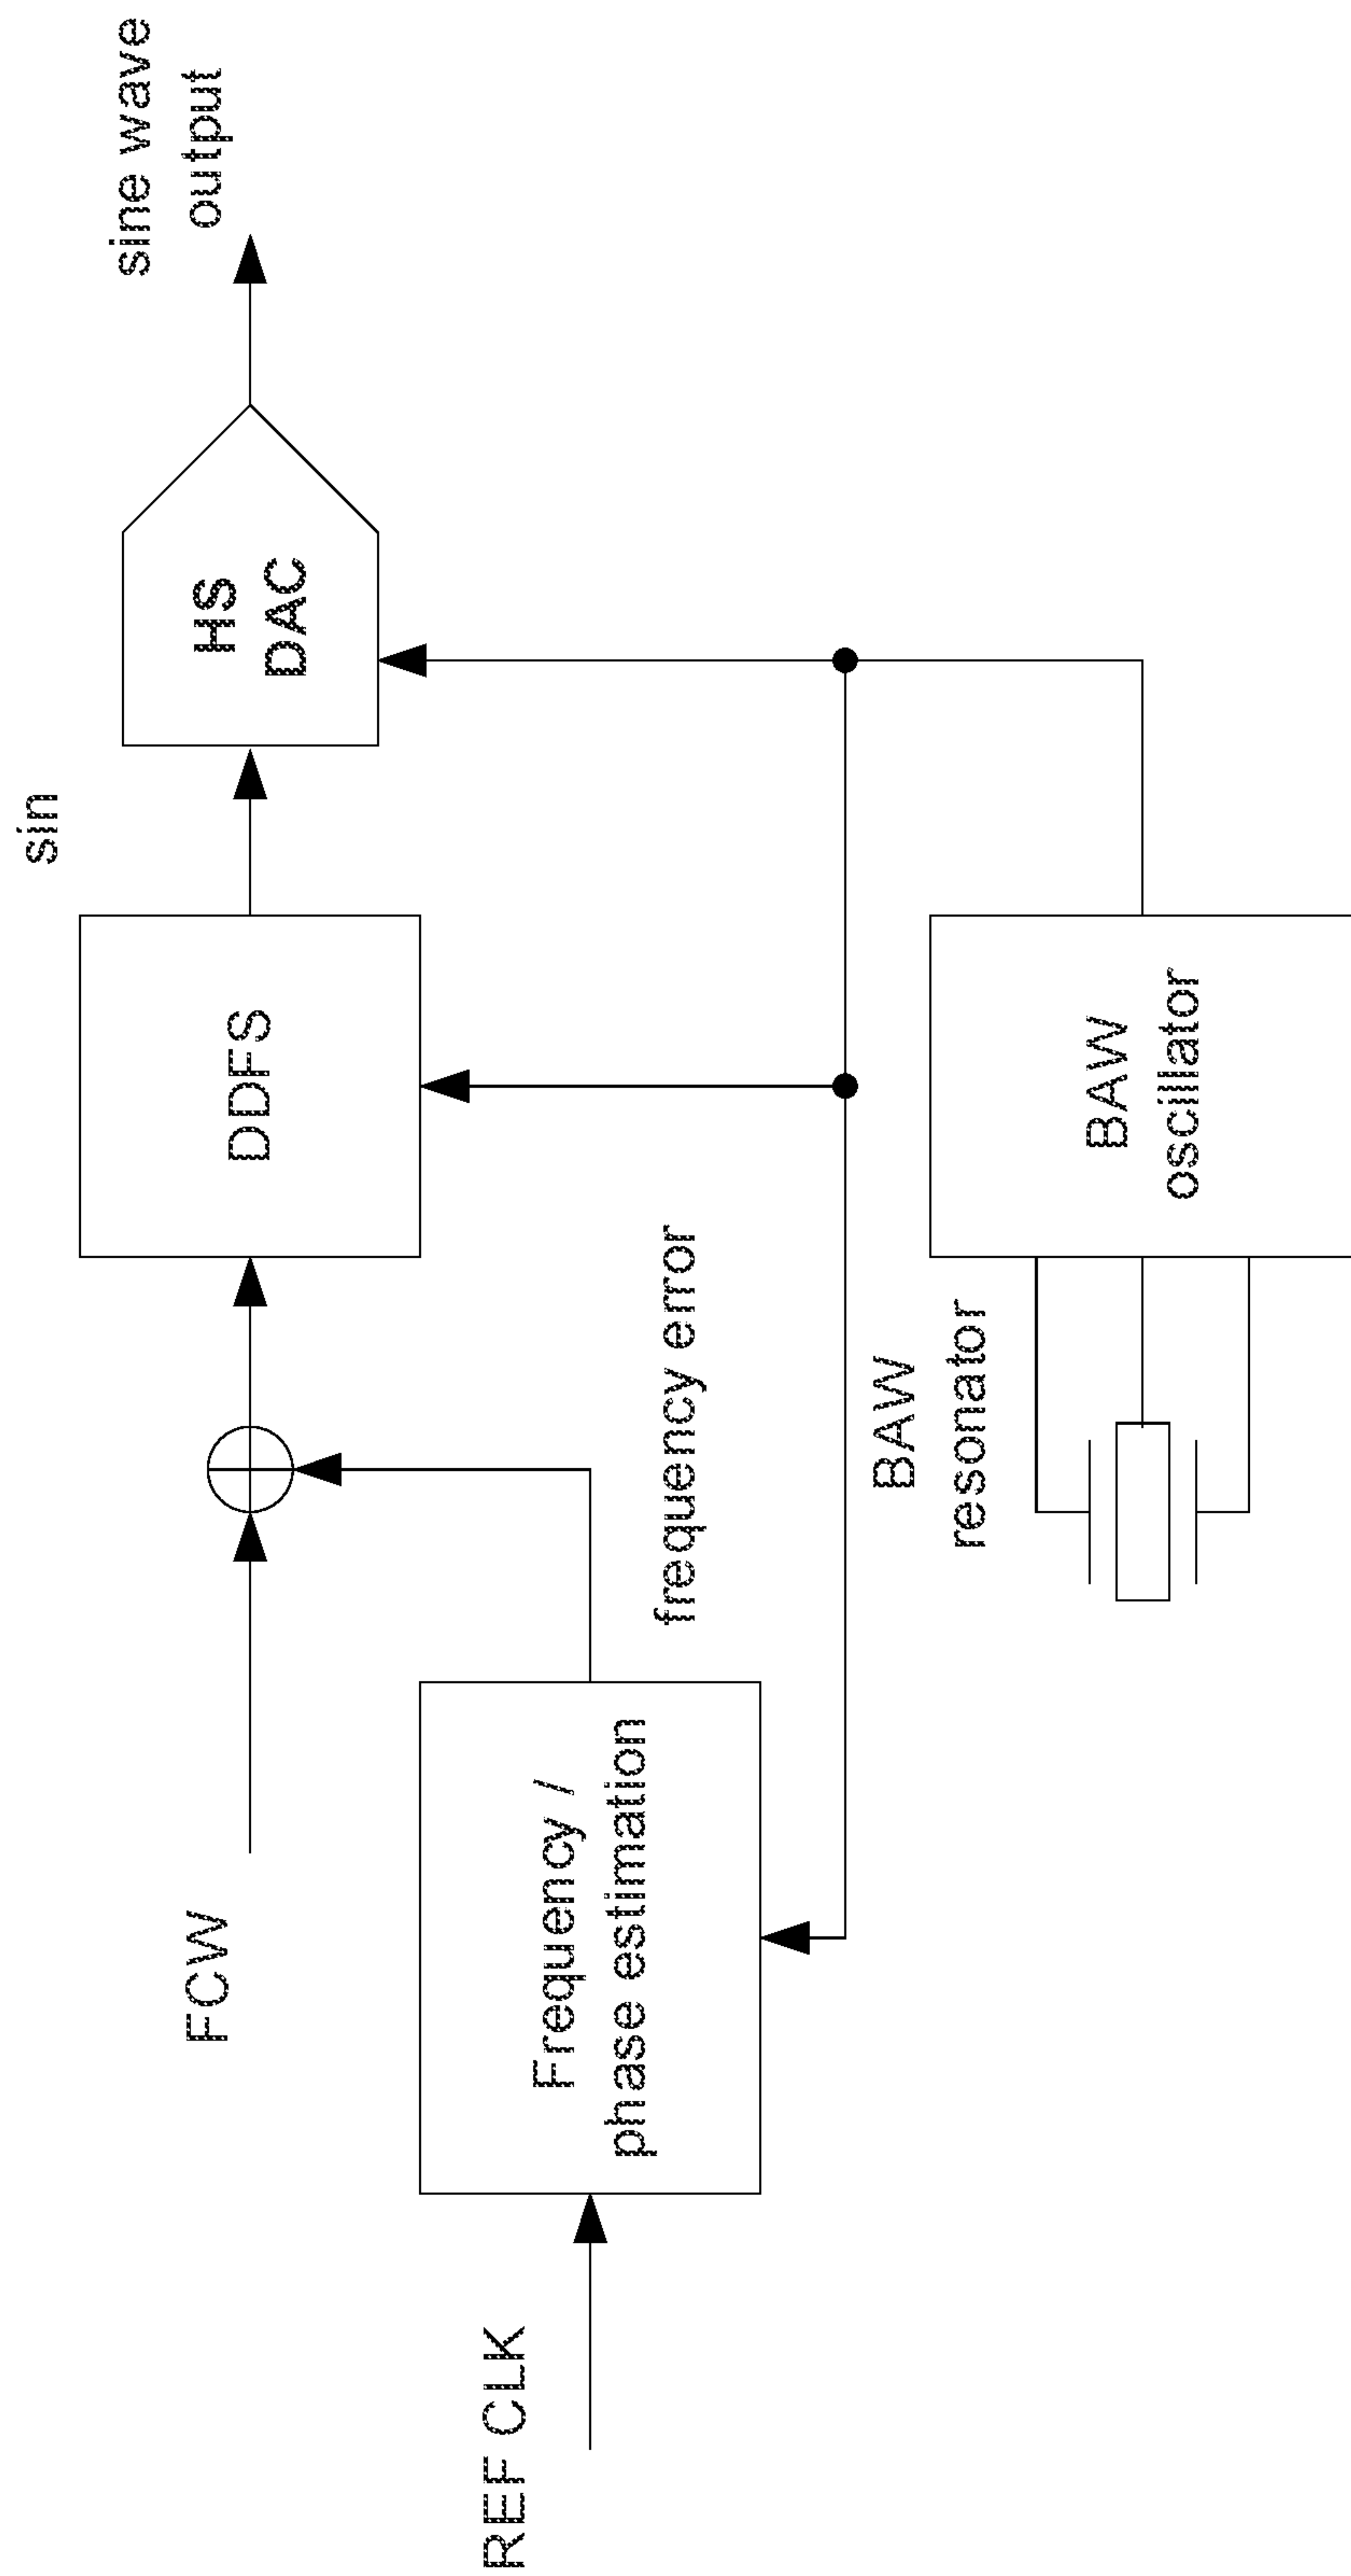 sin
sine wave
output
HS
DAC
DDFS
FCW
frequency error
Frequency /
phase estimation
REF CLK
BAW
resonator
BAW
oscillator